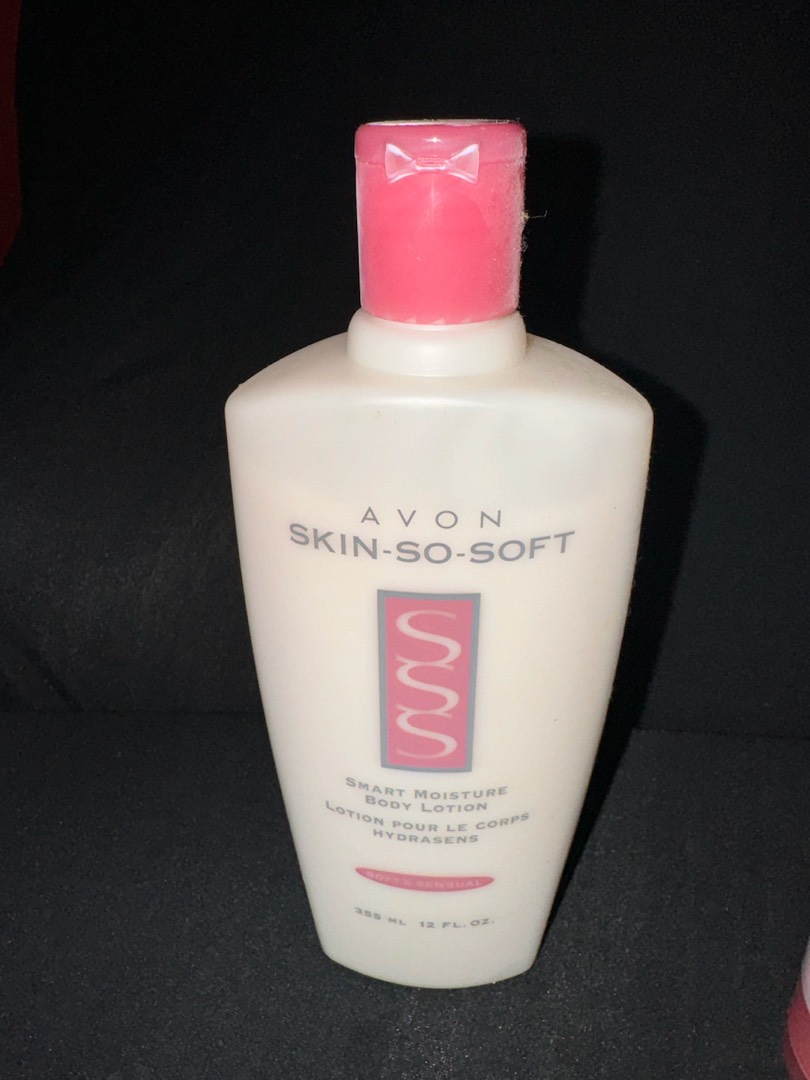 AVON
SKIN-SO-SOFT
SSS
SMART MOISTURE
BODY LOTION
LOTION POUR LE CORPS
HYDRASENS
SOFT & SENSUAL
355 ML 12 FL. OZ.